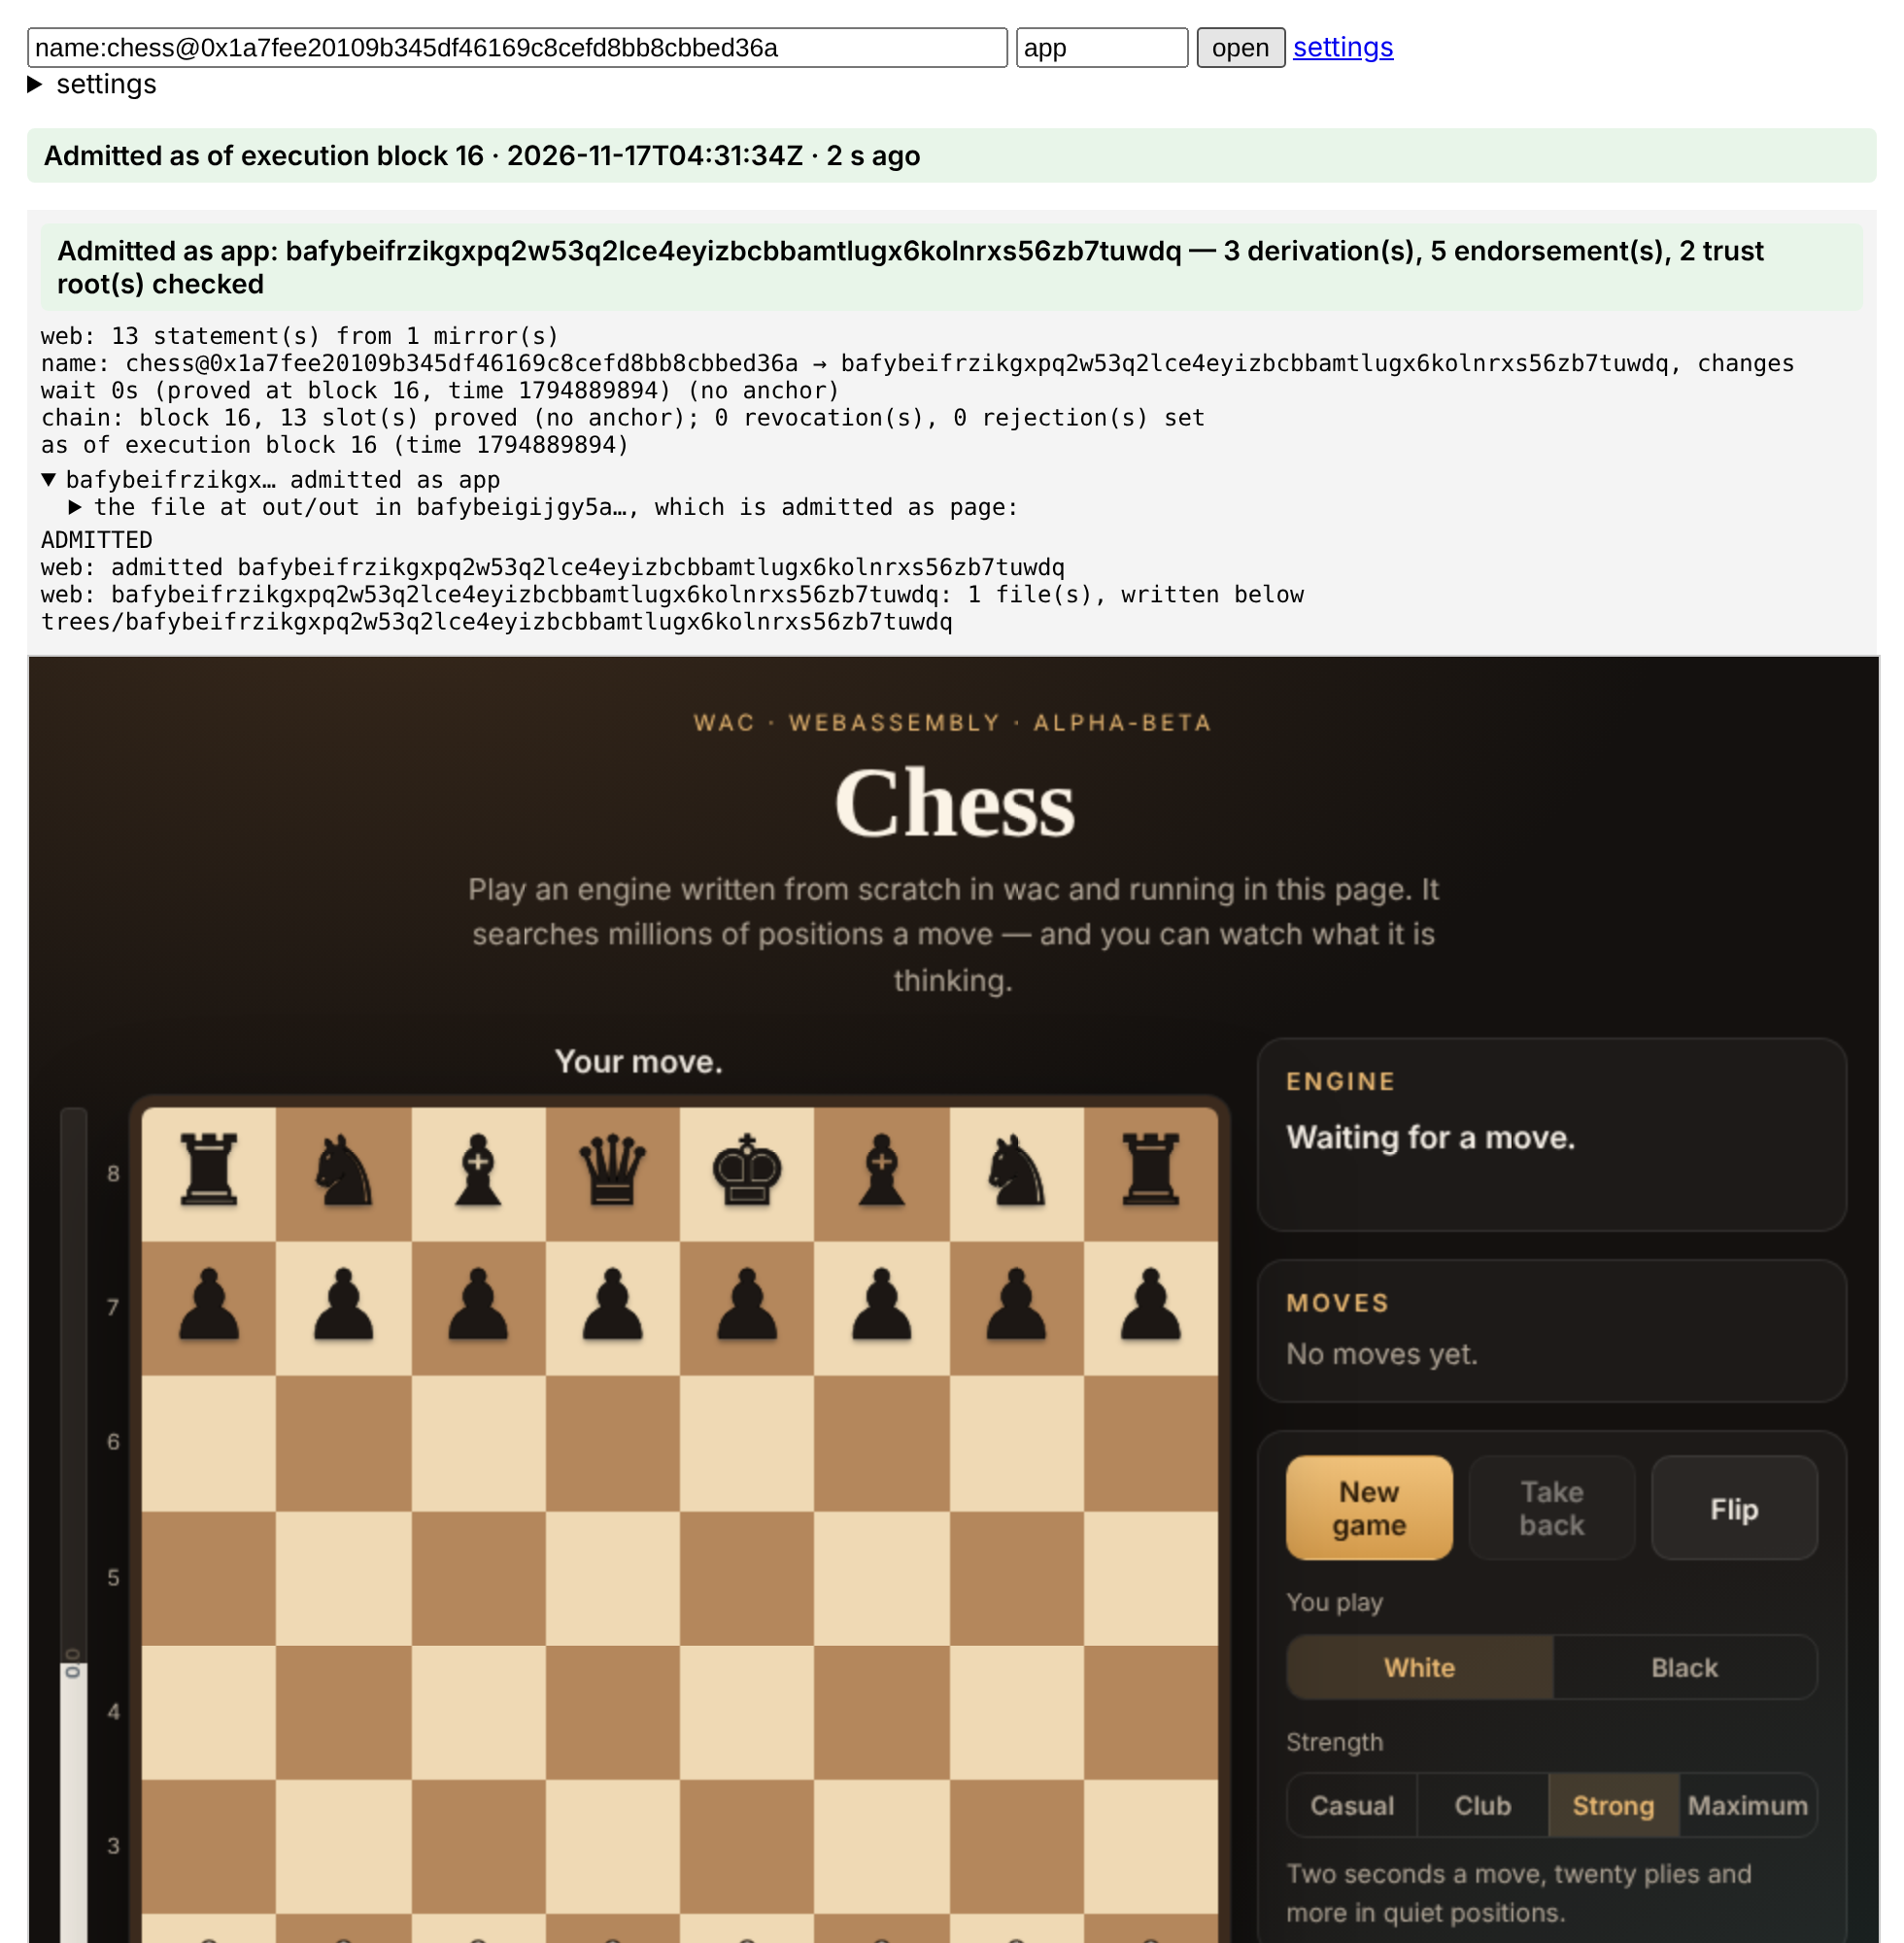 name:chess@0x1a7fee20109b345df46169c8cefd8bb8cbbed36a app open settings
▶ settings
Admitted as of execution block 16 · 2026-11-17T04:31:34Z · 2 s ago
Admitted as app: bafybeifrzikgxpq2w53q2lce4eyizbcbbamtlugx6kolnrxs56zb7tuwdq — 3 derivation(s), 5 endorsement(s), 2 trust
root(s) checked
web: 13 statement(s) from 1 mirror(s)
name: chess@0x1a7fee20109b345df46169c8cefd8bb8cbbed36a → bafybeifrzikgxpq2w53q2lce4eyizbcbbamtlugx6kolnrxs56zb7tuwdq, changes
wait 0s (proved at block 16, time 1794889894) (no anchor)
chain: block 16, 13 slot(s) proved (no anchor); 0 revocation(s), 0 rejection(s) set
as of execution block 16 (time 1794889894)
▼ bafybeifrzikgx… admitted as app
▶ the file at out/out in bafybeigijgy5a…, which is admitted as page:
ADMITTED
web: admitted bafybeifrzikgxpq2w53q2lce4eyizbcbbamtlugx6kolnrxs56zb7tuwdq
web: bafybeifrzikgxpq2w53q2lce4eyizbcbbamtlugx6kolnrxs56zb7tuwdq: 1 file(s), written below
trees/bafybeifrzikgxpq2w53q2lce4eyizbcbbamtlugx6kolnrxs56zb7tuwdq
WAC · WEBASSEMBLY · ALPHA-BETA
Chess
Play an engine written from scratch in wac and running in this page. It
searches millions of positions a move — and you can watch what it is
thinking.
Your move.
8
7
6
5
4
3
0.0
ENGINE
Waiting for a move.
MOVES
No moves yet.
New game
Take back
Flip
You play
White Black
Strength
Casual Club Strong Maximum
Two seconds a move, twenty plies and
more in quiet positions.